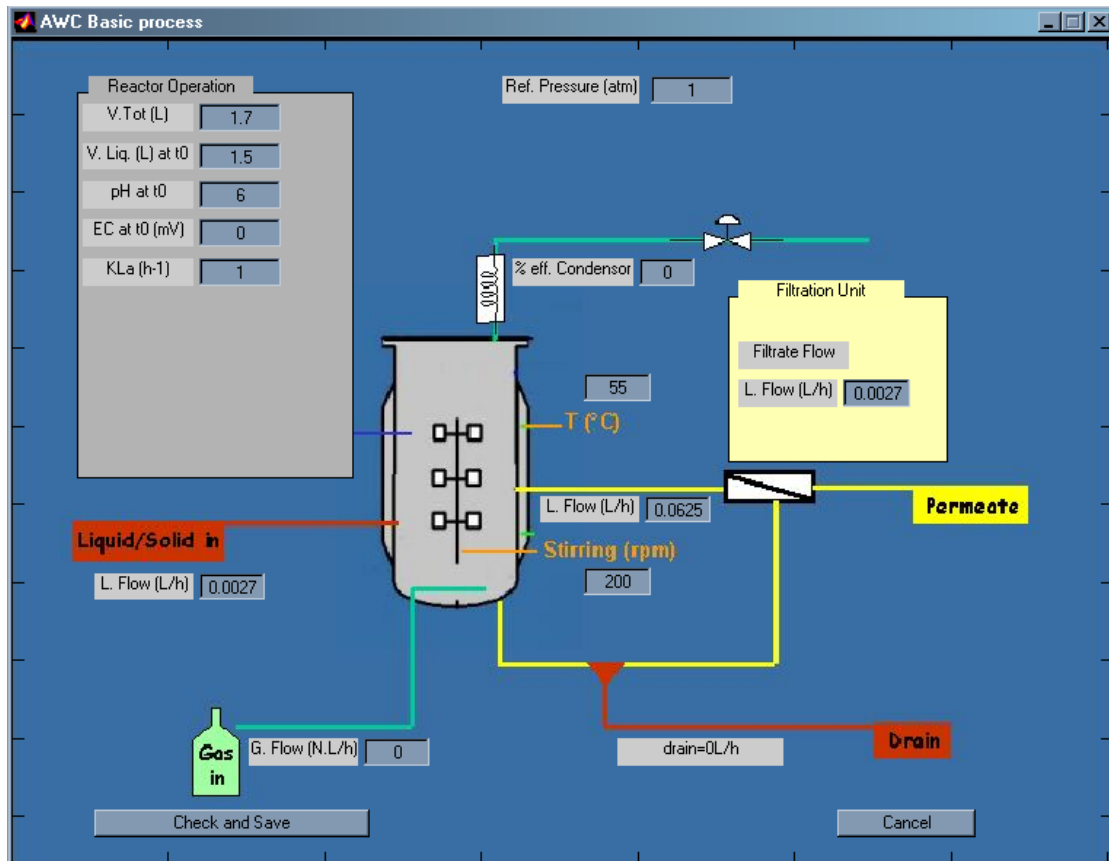 AWC Basic process
Reactor Operation
V.Tot (L) 1.7
V. Liq. (L) at t0 1.5
pH at t0 6
EC at t0 (mV) 0
KLa (h-1) 1
Ref. Pressure (atm) 1
% eff. Condensor 0
Filtration Unit
Filtrate Flow
L. Flow (L/h) 0.0027
55
T (°C)
L. Flow (L/h) 0.0625
Permeate
Liquid/Solid in
L. Flow (L/h) 0.0027
Stirring (rpm)
200
Gas
in
G. Flow (N.L/h) 0
drain=0L/h
Drain
Check and Save
Cancel